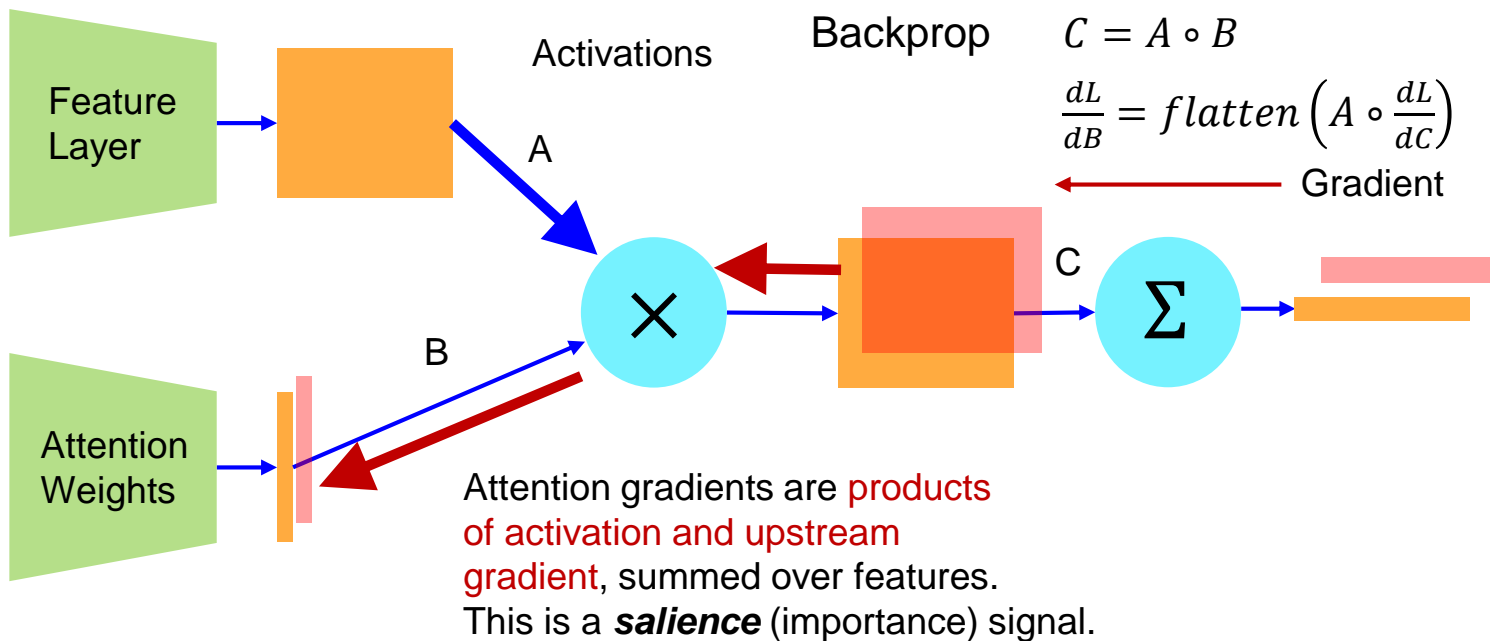 Backprop
Activations
C = A ∘ B
dL/dB = flatten(A ∘ dL/dC)
Gradient
Feature
Layer
A
C
×
Σ
B
Attention
Weights
Attention gradients are products
of activation and upstream
gradient, summed over features.
This is a salience (importance) signal.